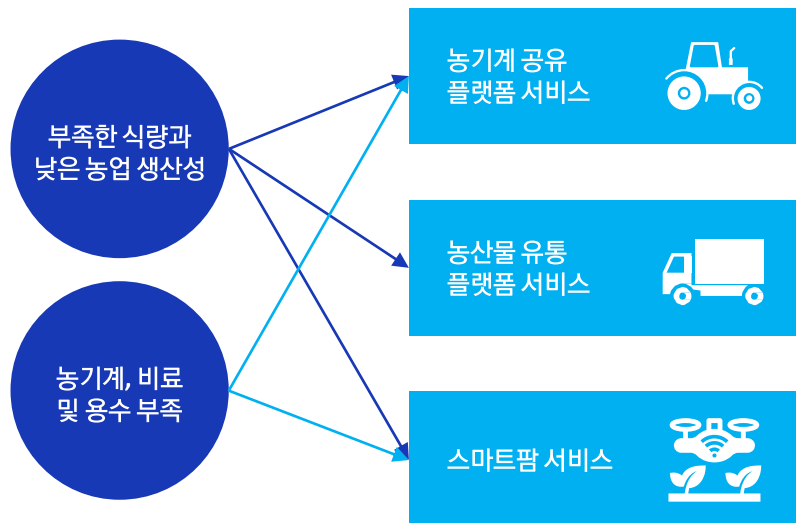 부족한 식량과
낮은 농업 생산성
농기계, 비료
및 용수 부족
농기계 공유
플랫폼 서비스
농산물 유통
플랫폼 서비스
스마트팜 서비스